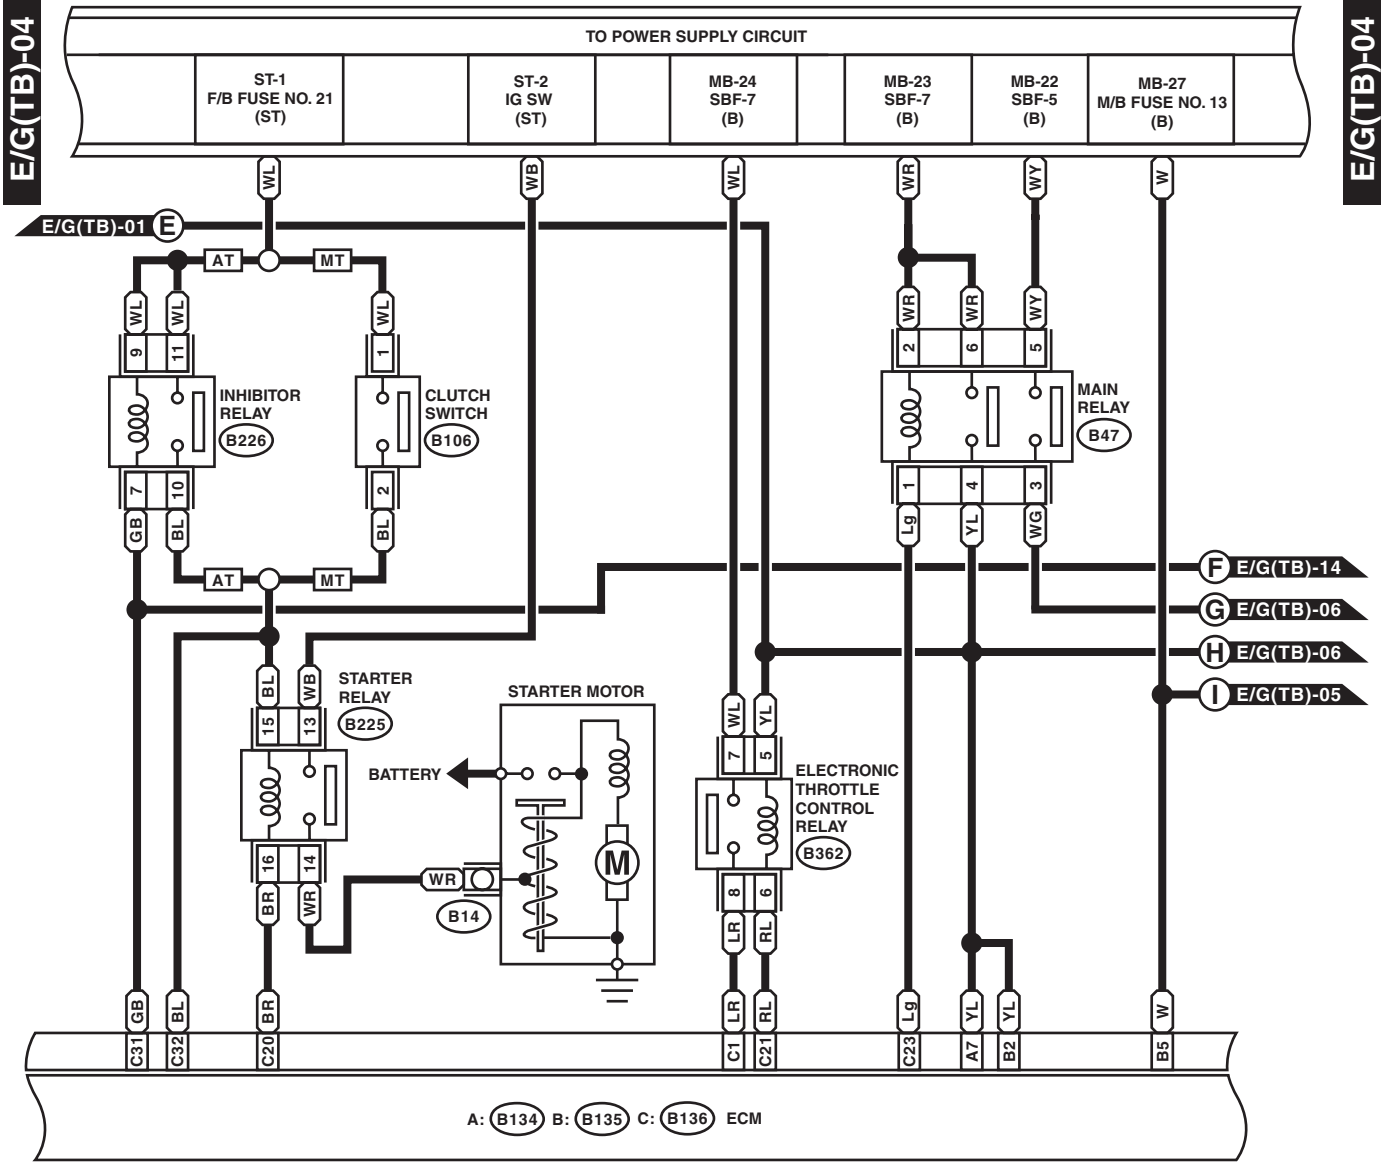 E/G(TB)-04
E/G(TB)-04
TO POWER SUPPLY CIRCUIT
ST-1
F/B FUSE NO. 21
(ST)
ST-2
IG SW
(ST)
MB-24
SBF-7
(B)
MB-23
SBF-7
(B)
MB-22
SBF-5
(B)
MB-27
M/B FUSE NO. 13
(B)
WL
WB
WL
WR
WY
W
E/G(TB)-01 E
AT
MT
WL
WL
WL
WR
WR
WY
9
11
1
2
6
5
INHIBITOR
RELAY
B226
CLUTCH
SWITCH
B106
MAIN
RELAY
B47
7
10
2
1
4
3
GB
BL
BL
Lg
YL
WG
AT
MT
F E/G(TB)-14
G E/G(TB)-06
H E/G(TB)-06
I E/G(TB)-05
BL
WB
15
13
STARTER
RELAY
B225
STARTER MOTOR
WL
YL
7
5
BATTERY
M
ELECTRONIC
THROTTLE
CONTROL
RELAY
B362
16
14
BR
WR
WR
B14
8
6
LR
RL
GB
BL
BR
LR
RL
Lg
YL
YL
W
C31
C32
C20
C1
C21
C23
A7
B2
B5
A: B134 B: B135 C: B136 ECM